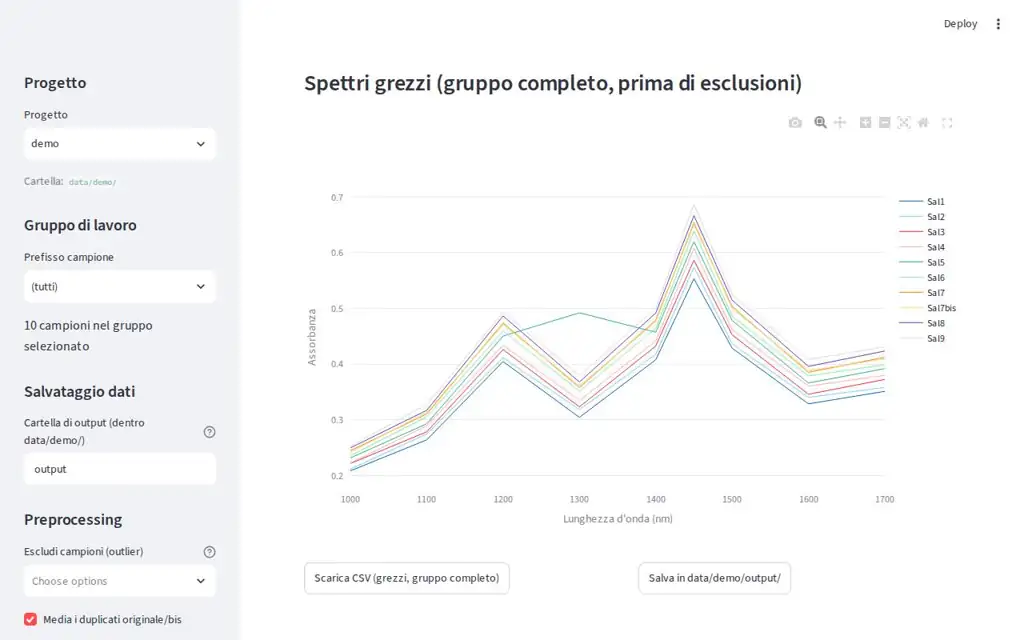 Deploy
Progetto
Progetto
demo
Cartella: data/demo/
Gruppo di lavoro
Prefisso campione
(tutti)
10 campioni nel gruppo
selezionato
Salvataggio dati
Cartella di output (dentro
data/demo/)
output
Preprocessing
Escludi campioni (outlier)
Choose options
Media i duplicati originale/bis
Spettri grezzi (gruppo completo, prima di esclusioni)
0.7
0.6
0.5
0.4
0.3
0.2
Assorbanza
1000 1100 1200 1300 1400 1500 1600 1700
Lunghezza d'onda (nm)
Sal1
Sal2
Sal3
Sal4
Sal5
Sal6
Sal7
Sal7bis
Sal8
Sal9
Scarica CSV (grezzi, gruppo completo)
Salva in data/demo/output/